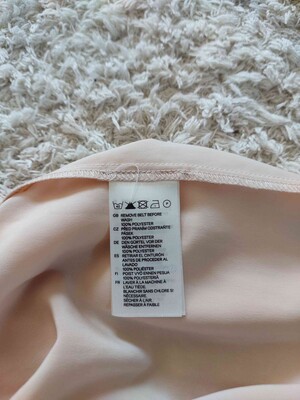 GB REMOVE BELT BEFORE
WASH
100% POLYESTER
CZ PŘED PRANÍM ODSTRAŇTE
PÁSEK
100% POLYESTER
DE DEN GÜRTEL VOR DER
WÄSCHE ENTFERNEN
100% POLYESTER
ES RETIRAR EL CINTURÓN
ANTES DE PROCEDER AL
LAVADO
100% POLIÉSTER
FI POISTA VYÖ ENNEN PESUA
100% POLYESTERIÄ
FR LAVER À LA MACHINE À
L'EAU TIÈDE.
BLANCHIR SANS CHLORE SI
NÉCESSAIRE.
SÉCHER À L'AIR.
REPASSER À FAIBLE